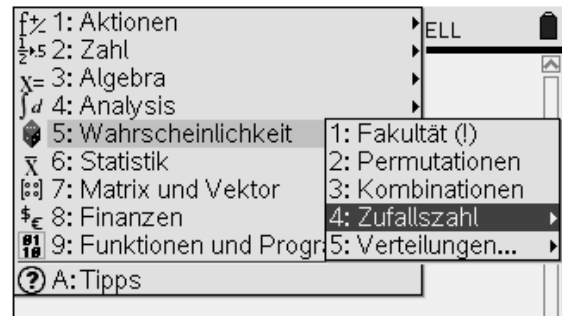 1: Aktionen
ELL
2: Zahl
3: Algebra
4: Analysis
5: Wahrscheinlichkeit
6: Statistik
7: Matrix und Vektor
8: Finanzen
9: Funktionen und Progr
A: Tipps
1: Fakultät (!)
2: Permutationen
3: Kombinationen
4: Zufallszahl
5: Verteilungen...